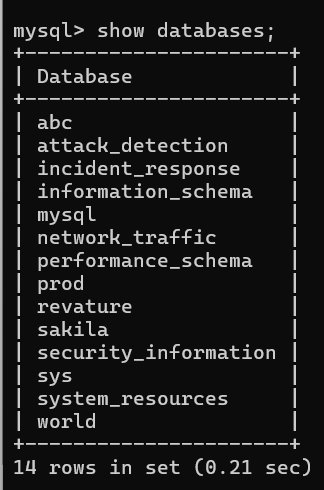 mysql> show databases;
+----------------------+
| Database             |
+----------------------+
| abc                  |
| attack_detection     |
| incident_response    |
| information_schema   |
| mysql                |
| network_traffic      |
| performance_schema   |
| prod                 |
| revature             |
| sakila               |
| security_information |
| sys                  |
| system_resources     |
| world                |
+----------------------+
14 rows in set (0.21 sec)